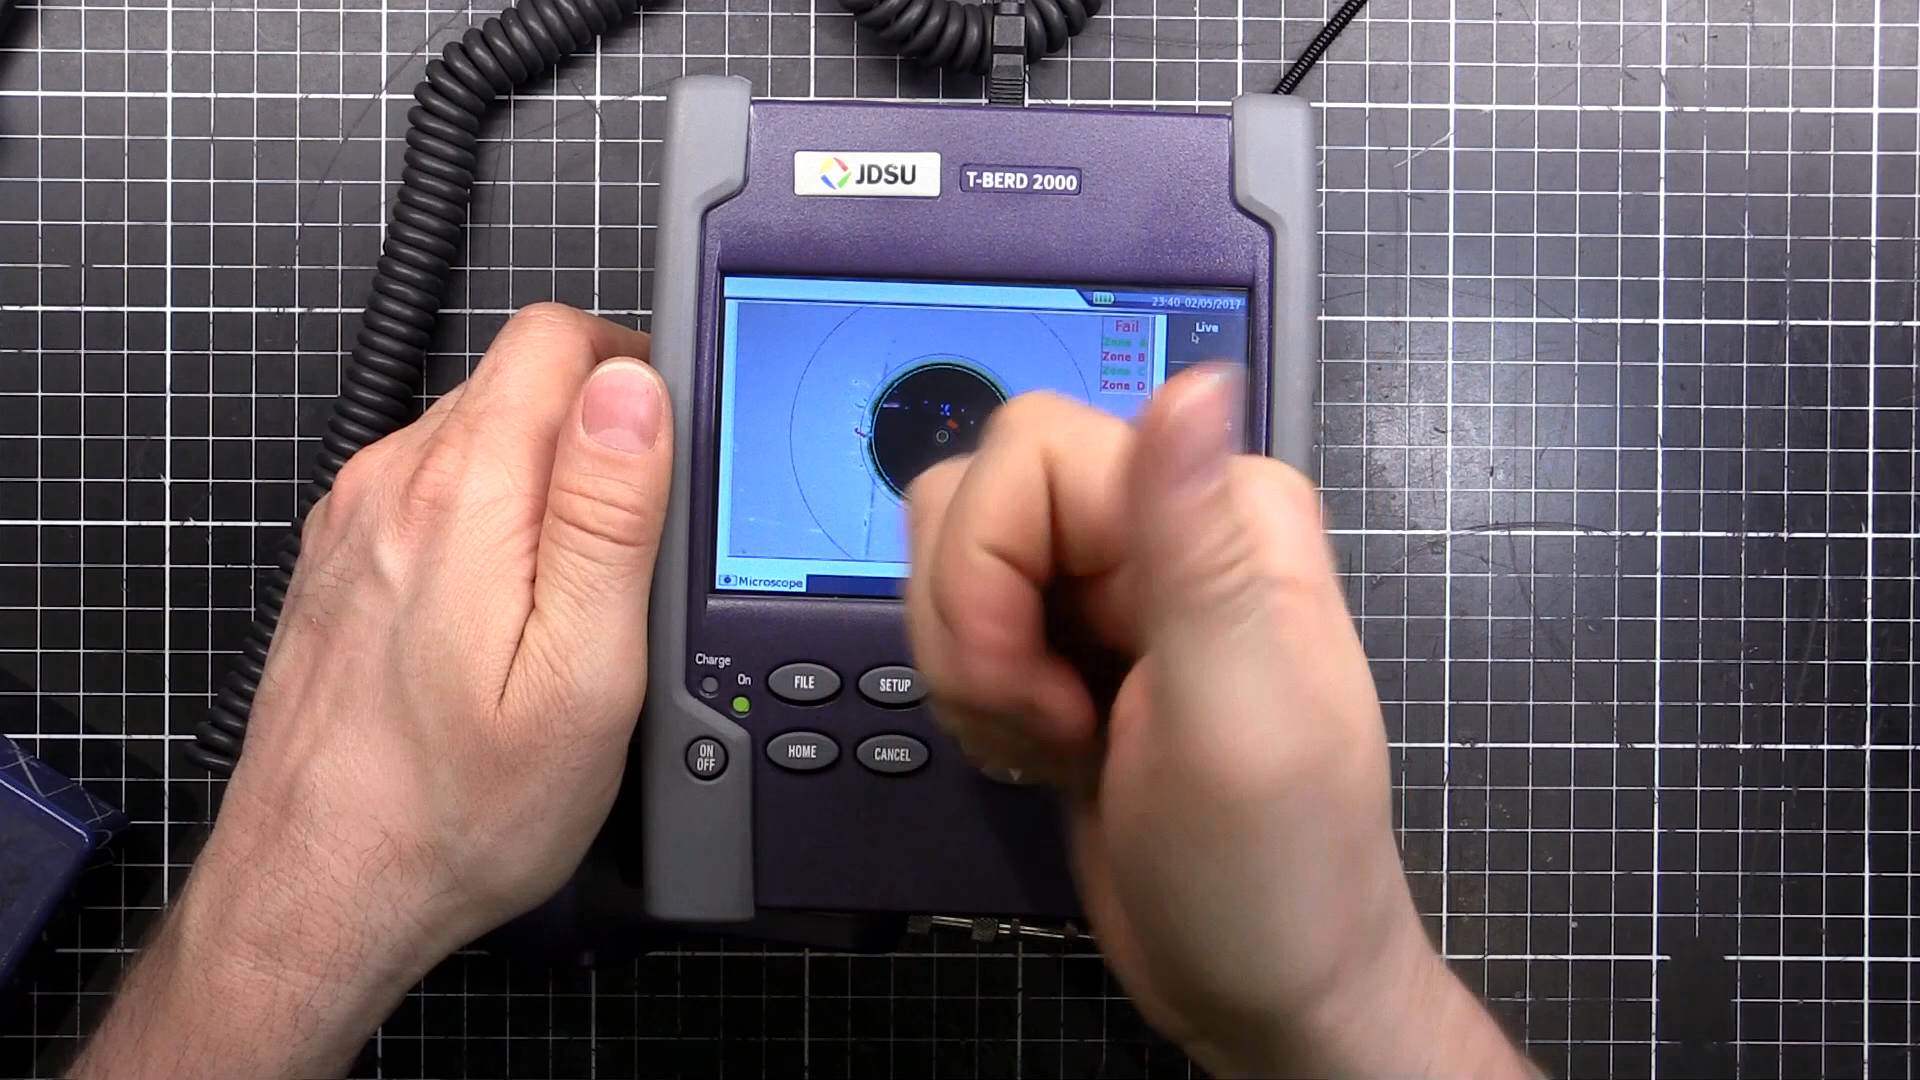 JDSU
T-BERD 2000
23:40 02/05/2017
Fail
Live
Zone A
Zone B
Zone C
Zone D
Microscope
Charge
On
FILE
SETUP
ON
OFF
HOME
CANCEL